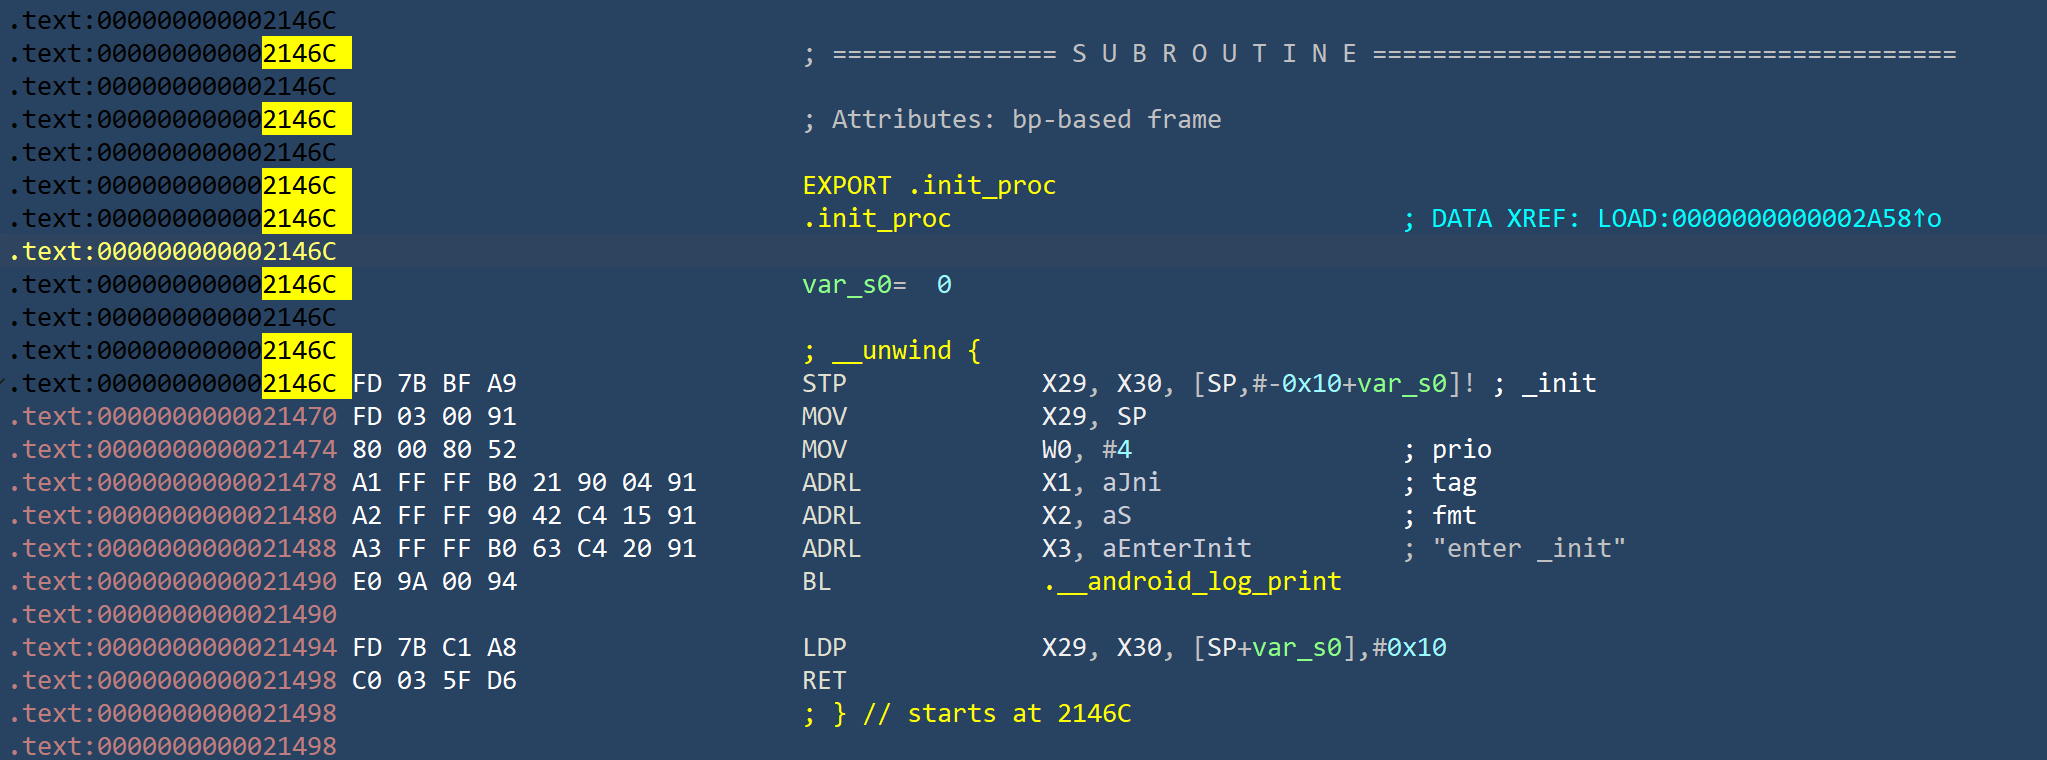 .text:000000000002146C
.text:000000000002146C ; =============== S U B R O U T I N E =======================================
.text:000000000002146C
.text:000000000002146C ; Attributes: bp-based frame
.text:000000000002146C
.text:000000000002146C EXPORT .init_proc
.text:000000000002146C .init_proc ; DATA XREF: LOAD:0000000000002A58↑o
.text:000000000002146C
.text:000000000002146C var_s0= 0
.text:000000000002146C
.text:000000000002146C ; __unwind {
.text:000000000002146C FD 7B BF A9 STP X29, X30, [SP,#-0x10+var_s0]! ; _init
.text:0000000000021470 FD 03 00 91 MOV X29, SP
.text:0000000000021474 80 00 80 52 MOV W0, #4 ; prio
.text:0000000000021478 A1 FF FF B0 21 90 04 91 ADRL X1, aJni ; tag
.text:0000000000021480 A2 FF FF 90 42 C4 15 91 ADRL X2, aS ; fmt
.text:0000000000021488 A3 FF FF B0 63 C4 20 91 ADRL X3, aEnterInit ; "enter _init"
.text:0000000000021490 E0 9A 00 94 BL .__android_log_print
.text:0000000000021490
.text:0000000000021494 FD 7B C1 A8 LDP X29, X30, [SP+var_s0],#0x10
.text:0000000000021498 C0 03 5F D6 RET
.text:0000000000021498 ; } // starts at 2146C
.text:0000000000021498